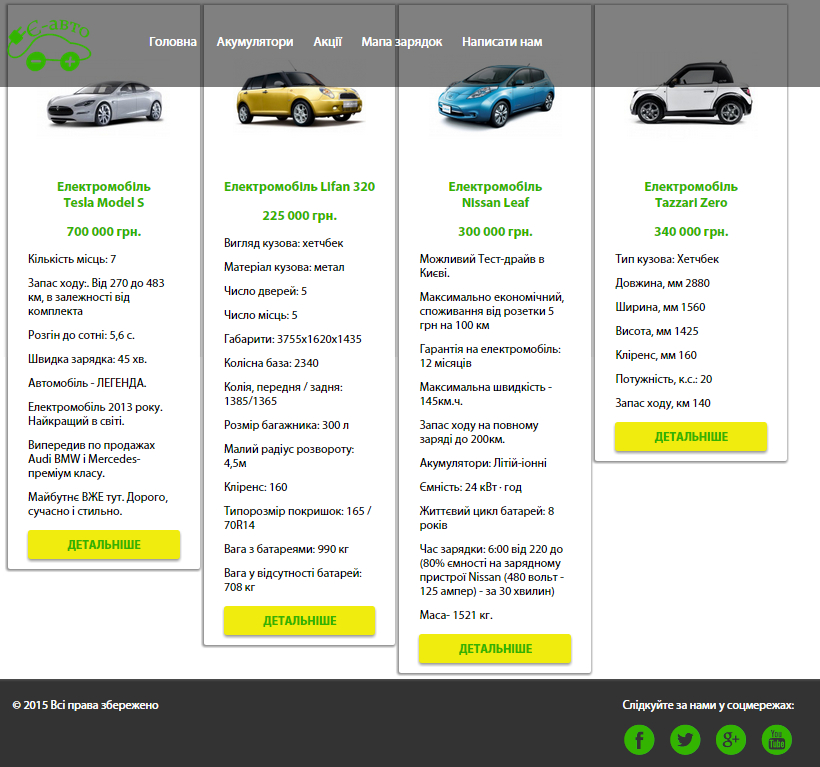 Є-авто
Головна
Акумулятори
Акції
Мапа зарядок
Написати нам
Електромобіль
Tesla Model S
700 000 грн.
Кількість місць: 7
Запас ходу:. Від 270 до 483
км, в залежності від
комплекта
Розгін до сотні: 5,6 с.
Швидка зарядка: 45 хв.
Автомобіль - ЛЕГЕНДА.
Електромобіль 2013 року.
Найкращий в світі.
Випередив по продажах
Audi BMW і Mercedes-
преміум класу.
Майбутнє ВЖЕ тут. Дорого,
сучасно і стильно.
ДЕТАЛЬНІШЕ
Електромобіль Lifan 320
225 000 грн.
Вигляд кузова: хетчбек
Матеріал кузова: метал
Число дверей: 5
Число місць: 5
Габарити: 3755x1620x1435
Колісна база: 2340
Колія, передня / задня:
1385/1365
Розмір багажника: 300 л
Малий радіус розвороту:
4,5м
Кліренс: 160
Типорозмір покришок: 165 /
70R14
Вага з батареями: 990 кг
Вага у відсутності батарей:
708 кг
ДЕТАЛЬНІШЕ
Електромобіль
Nissan Leaf
300 000 грн.
Можливий Тест-драйв в
Києві.
Максимально економічний,
споживання від розетки 5
грн на 100 км
Гарантія на електромобіль:
12 місяців
Максимальна швидкість -
145км.ч.
Запас ходу на повному
заряді до 200км.
Акумулятори: Літій-іонні
Ємність: 24 кВт · год
Життєвий цикл батарей: 8
років
Час зарядки: 6:00 від 220 до
(80% ємності на зарядному
пристрої Nissan (480 вольт -
125 ампер) - за 30 хвилин)
Маса- 1521 кг.
ДЕТАЛЬНІШЕ
Електромобіль
Tazzari Zero
340 000 грн.
Тип кузова: Хетчбек
Довжина, мм 2880
Ширина, мм 1560
Висота, мм 1425
Кліренс, мм 160
Потужність, к.с.: 20
Запас ходу, км 140
ДЕТАЛЬНІШЕ
© 2015 Всі права збережено
Слідкуйте за нами у соцмережах:
f
g+
You
Tube